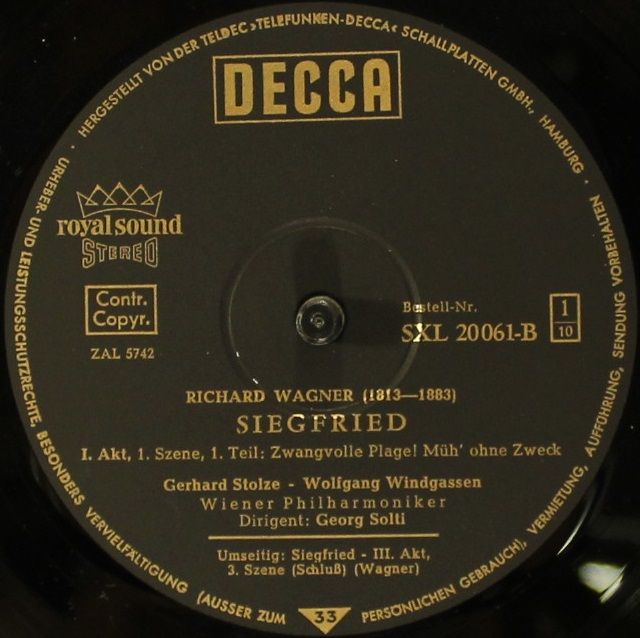 · HERGESTELLT VON DER TELDEC ›TELEFUNKEN-DECCA‹ SCHALLPLATTEN GMBH., HAMBURG ·
URHEBER- UND LEISTUNGSSCHUTZRECHTE, BESONDERS VERVIELFÄLTIGUNG (AUSSER ZUM PERSÖNLICHEN GEBRAUCH), VERMIETUNG, AUFFÜHRUNG, SENDUNG VORBEHALTEN
DECCA
royal sound
STEREO
Contr.
Copyr.
ZAL 5742
Bestell-Nr.
SXL 20 061-B
1
10
RICHARD WAGNER (1813—1883)
SIEGFRIED
I. Akt, 1. Szene, 1. Teil: Zwangvolle Plage! Müh' ohne Zweck
Gerhard Stolze - Wolfgang Windgassen
Wiener Philharmoniker
Dirigent: Georg Solti
Umseitig: Siegfried - III. Akt,
3. Szene (Schluß) (Wagner)
33